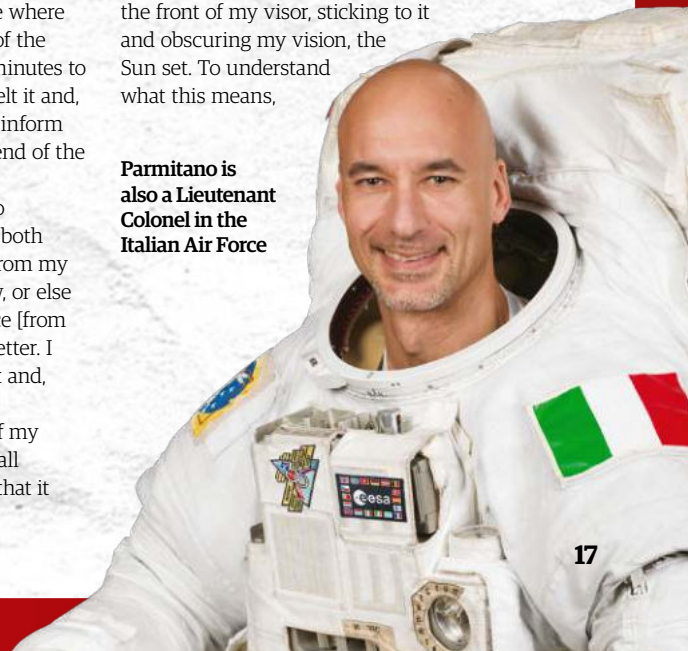 e where
of the
minutes to
elt it and,
inform
end of the
o
both
from my
, or else
ce [from
etter. I
t and,
f my
all
that it
the front of my visor, sticking to it
and obscuring my vision, the
Sun set. To understand
what this means,
Parmitano is
also a Lieutenant
Colonel in the
Italian Air Force
esa
17